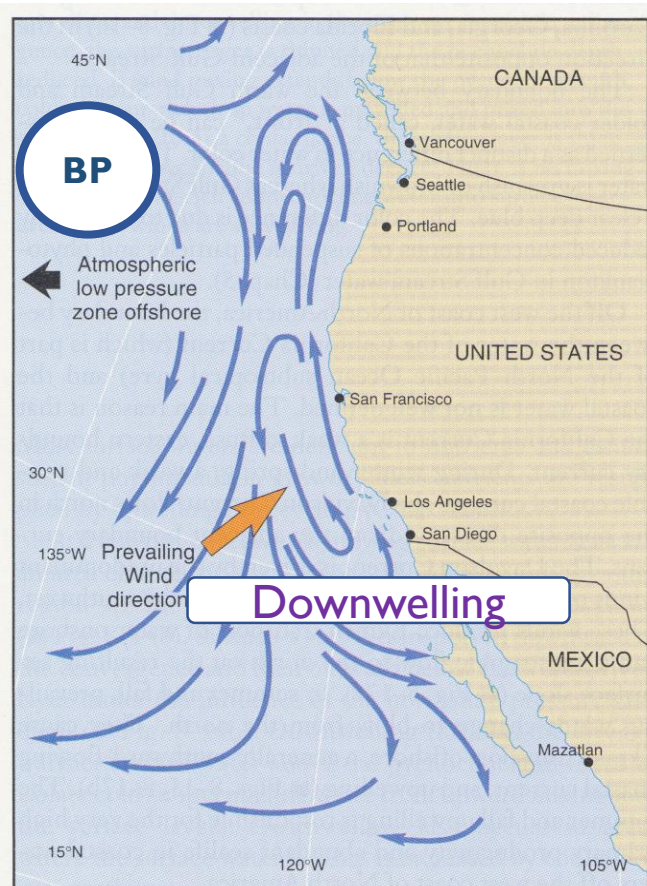 45°N
CANADA
BP
Vancouver
Seattle
Portland
Atmospheric
low pressure
zone offshore
UNITED STATES
San Francisco
30°N
Los Angeles
San Diego
135°W
Prevailing
Wind
direction
Downwelling
MEXICO
Mazatlan
15°N
120°W
105°W